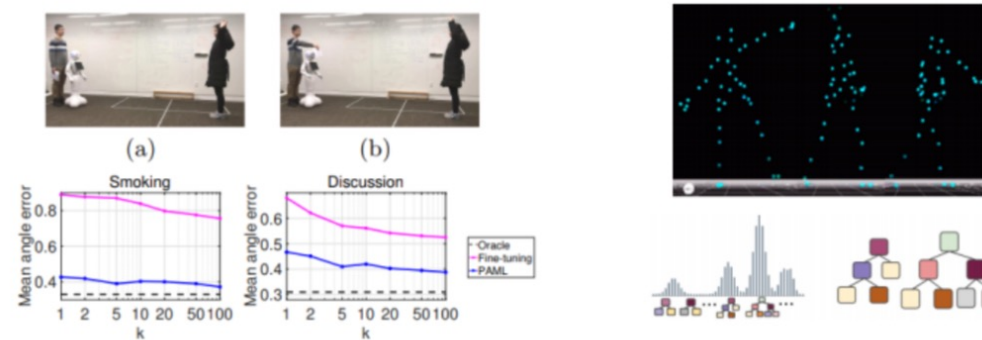 (a)
(b)
Smoking
Mean angle error
0.8
0.6
0.4
1 2 5 10 20 50 100
k
Discussion
Mean angle error
0.6
0.5
0.4
0.3
1 2 5 10 20 50 100
k
Oracle
Fine-tuning
PAML